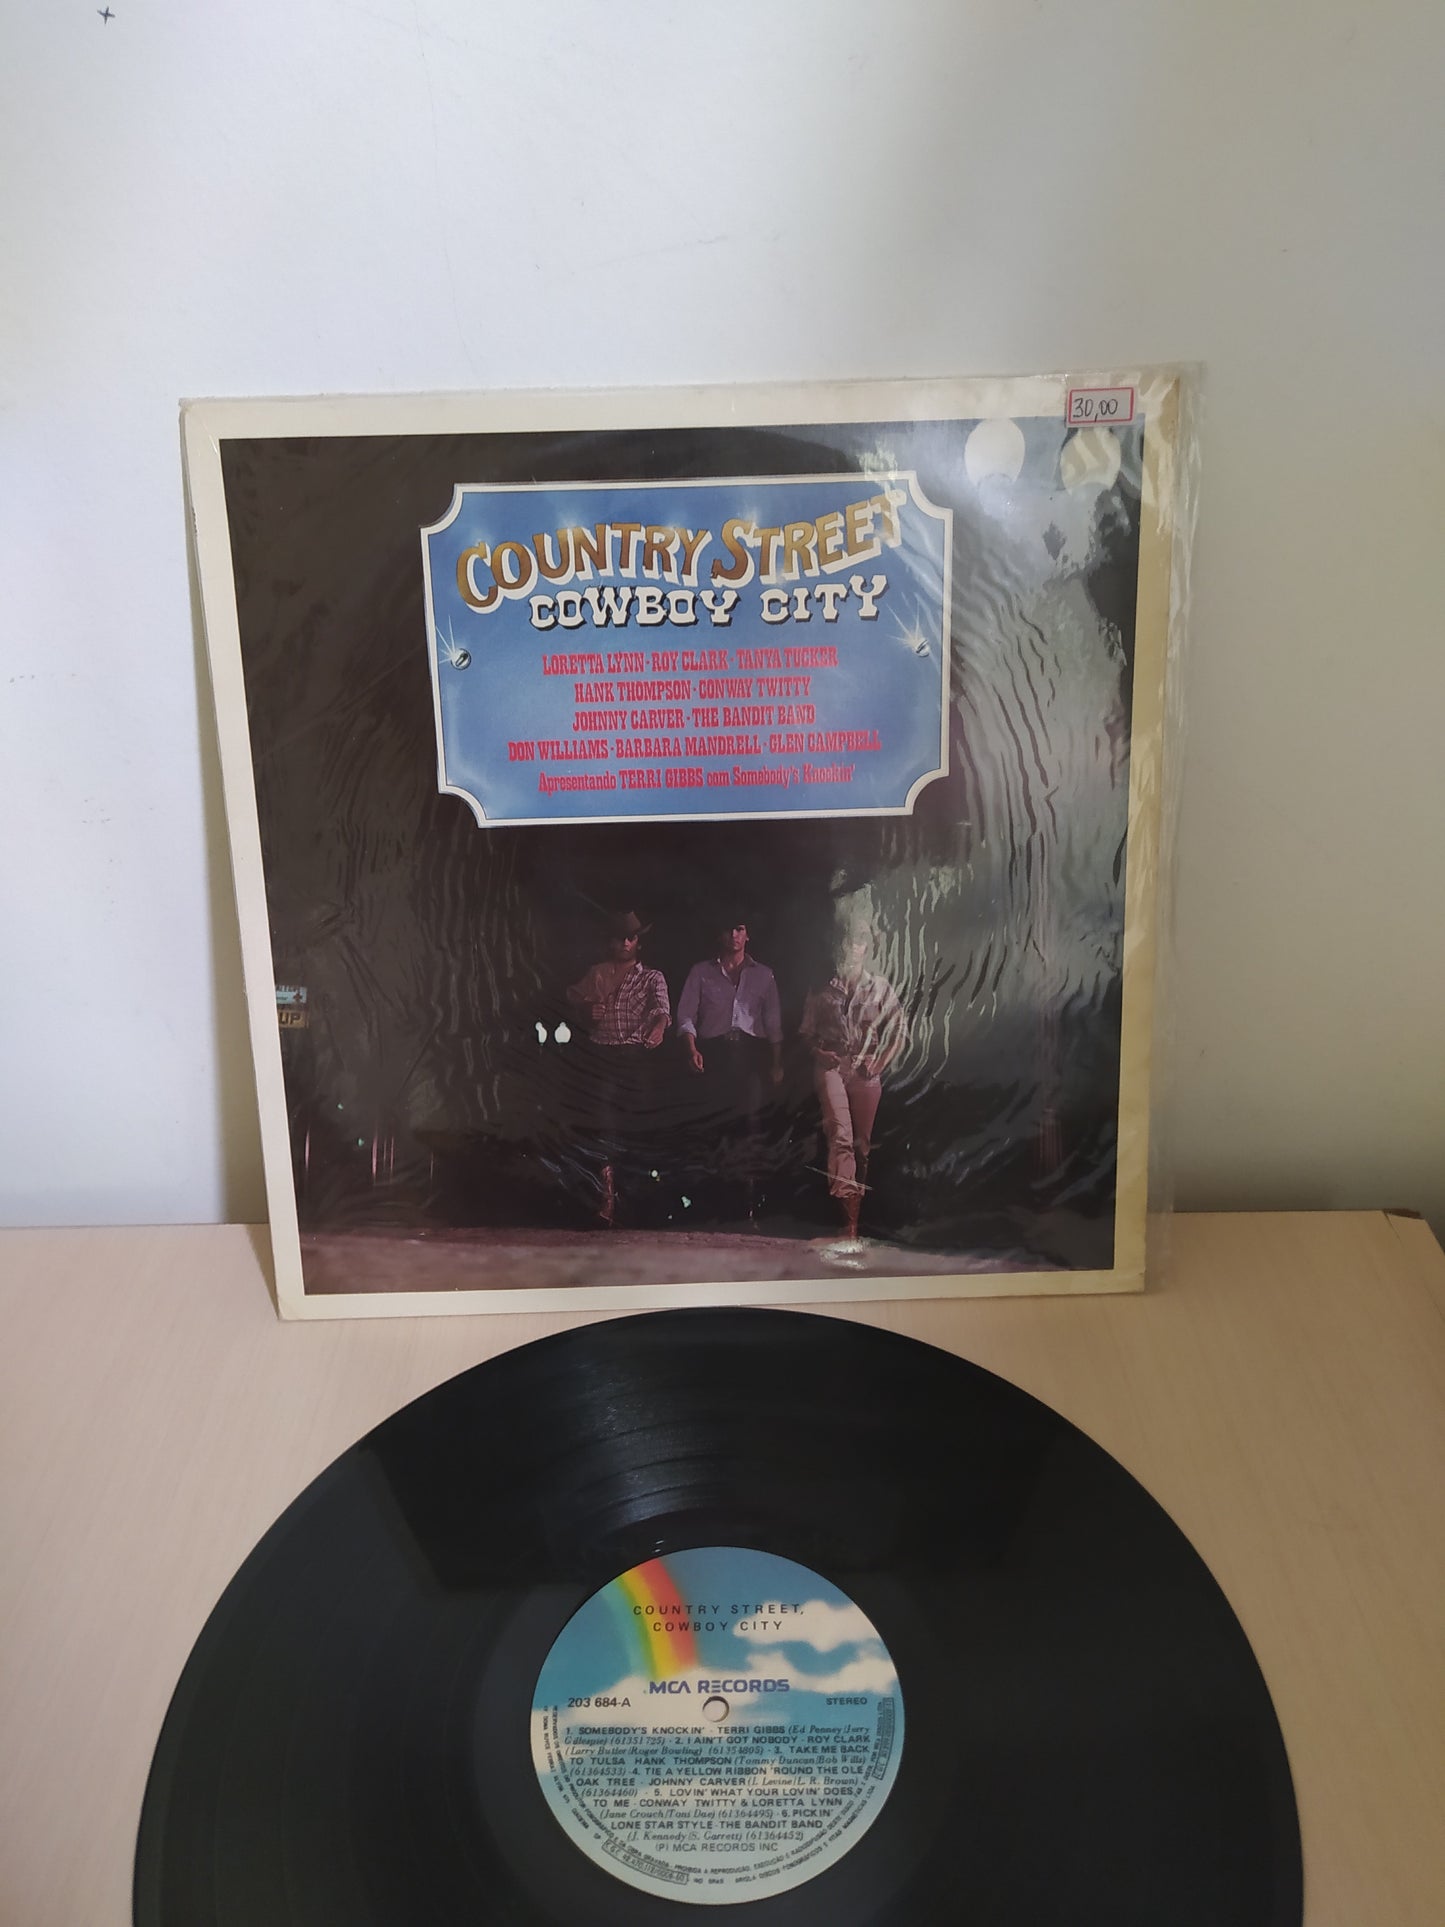 30,00
COUNTRY STREET
COWBOY CITY
LORETTA LYNN · ROY CLARK · TANYA TUCKER
HANK THOMPSON · CONWAY TWITTY
JOHNNY CARVER · THE BANDIT BAND
DON WILLIAMS · BARBARA MANDRELL · GLEN CAMPBELL
Apresentando TERRI GIBBS com Somebody's Knockin'
UP
COUNTRY STREET,
COWBOY CITY
MCA RECORDS
203 684-A
STEREO
1. SOMEBODY'S KNOCKIN' - TERRI GIBBS (Ed Penney/Jerry
Gillespie) (61351725) - 2. I AIN'T GOT NOBODY - ROY CLARK
(Larry Butler/Roger Bowling) (61354805) - 3. TAKE ME BACK
TO TULSA HANK THOMPSON (Tommy Duncan/Bob Wills)
(61364533) - 4. TIE A YELLOW RIBBON 'ROUND THE OLE
OAK TREE - JOHNNY CARVER (I. Levine/L. R. Brown)
(61364460) - 5. LOVIN' WHAT YOUR LOVIN' DOES
TO ME - CONWAY TWITTY & LORETTA LYNN
(Jane Crouch/Toni Dae) (61364495) - 6. PICKIN'
LONE STAR STYLE - THE BANDIT BAND
(J. Kennedy/S. Garrett) (61364452)
(P) MCA RECORDS INC